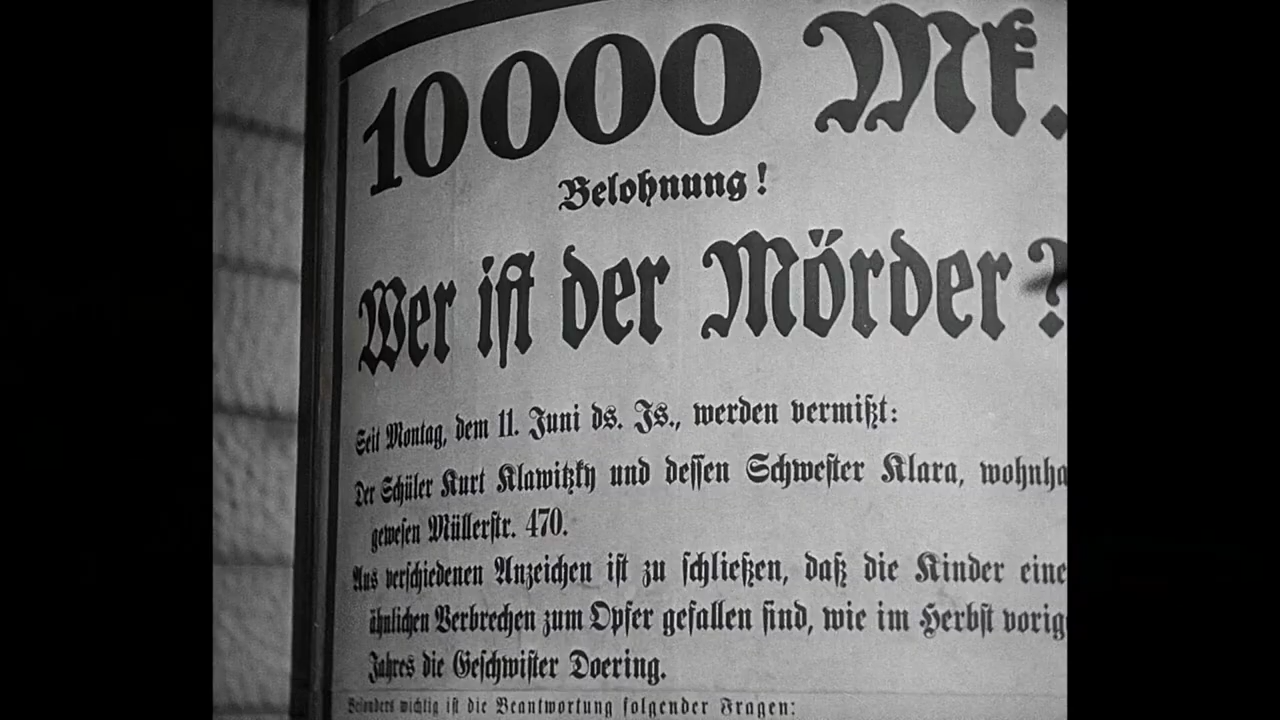 10000 Mk.
Belohnung!
Wer ist der Mörder?
Seit Montag, dem 11. Juni ds. Js., werden vermißt:
Der Schüler Kurt Klawitzky und dessen Schwester Klara, wohnha
gewesen Müllerstr. 470.
Aus verschiedenen Anzeichen ist zu schließen, daß die Kinder eine
ähnlichen Verbrechen zum Opfer gefallen sind, wie im Herbst vorig
Jahres die Geschwister Doering.
Besonders wichtig ist die Beantwortung folgender Fragen: